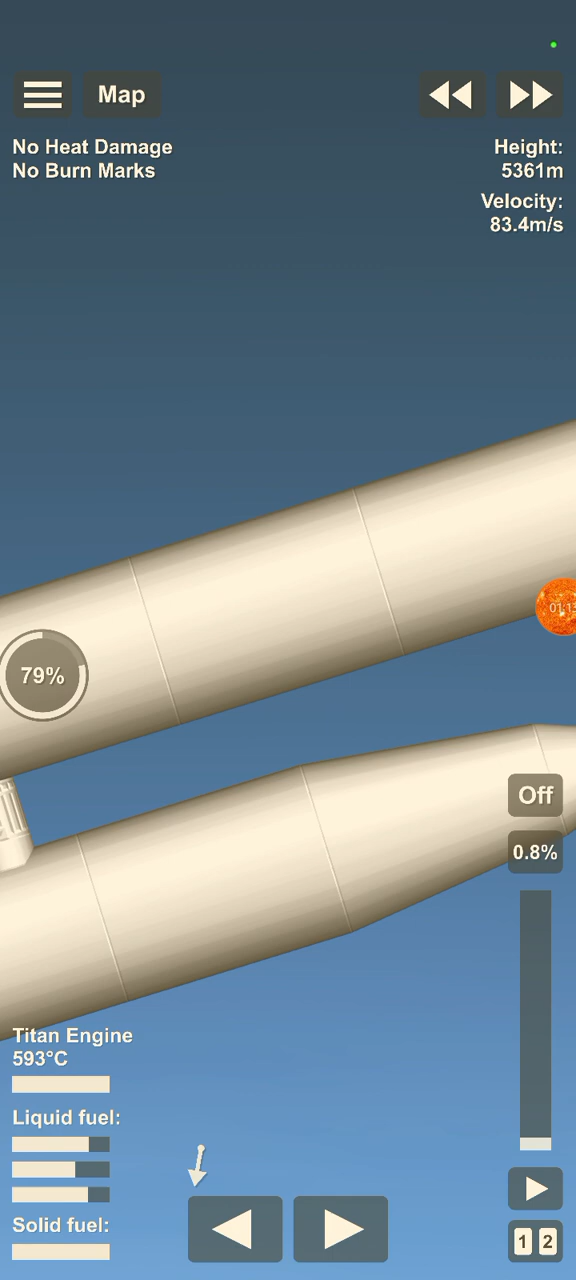 Map
No Heat Damage
No Burn Marks
Height:
5361m
Velocity:
83.4m/s
79%
Off
0.8%
Titan Engine
593°C
Liquid fuel:
Solid fuel:
1 2